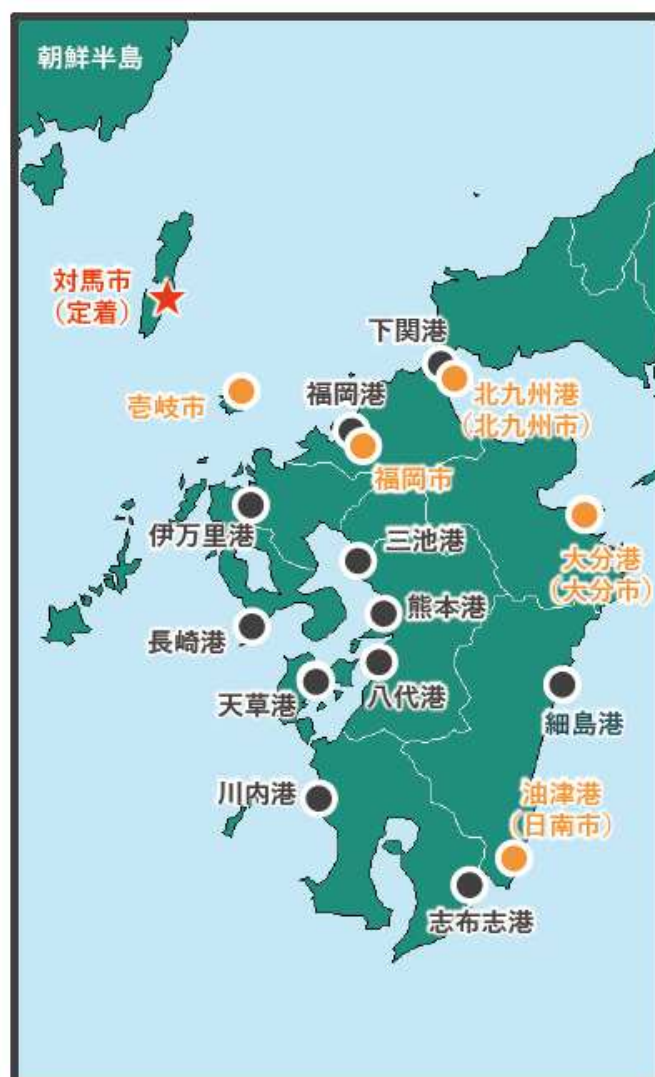 朝鮮半島
対馬市
（定着）
壱岐市
下関港
福岡港
北九州港
（北九州市）
福岡市
伊万里港
三池港
大分港
（大分市）
熊本港
長崎港
八代港
天草港
細島港
川内港
油津港
（日南市）
志布志港